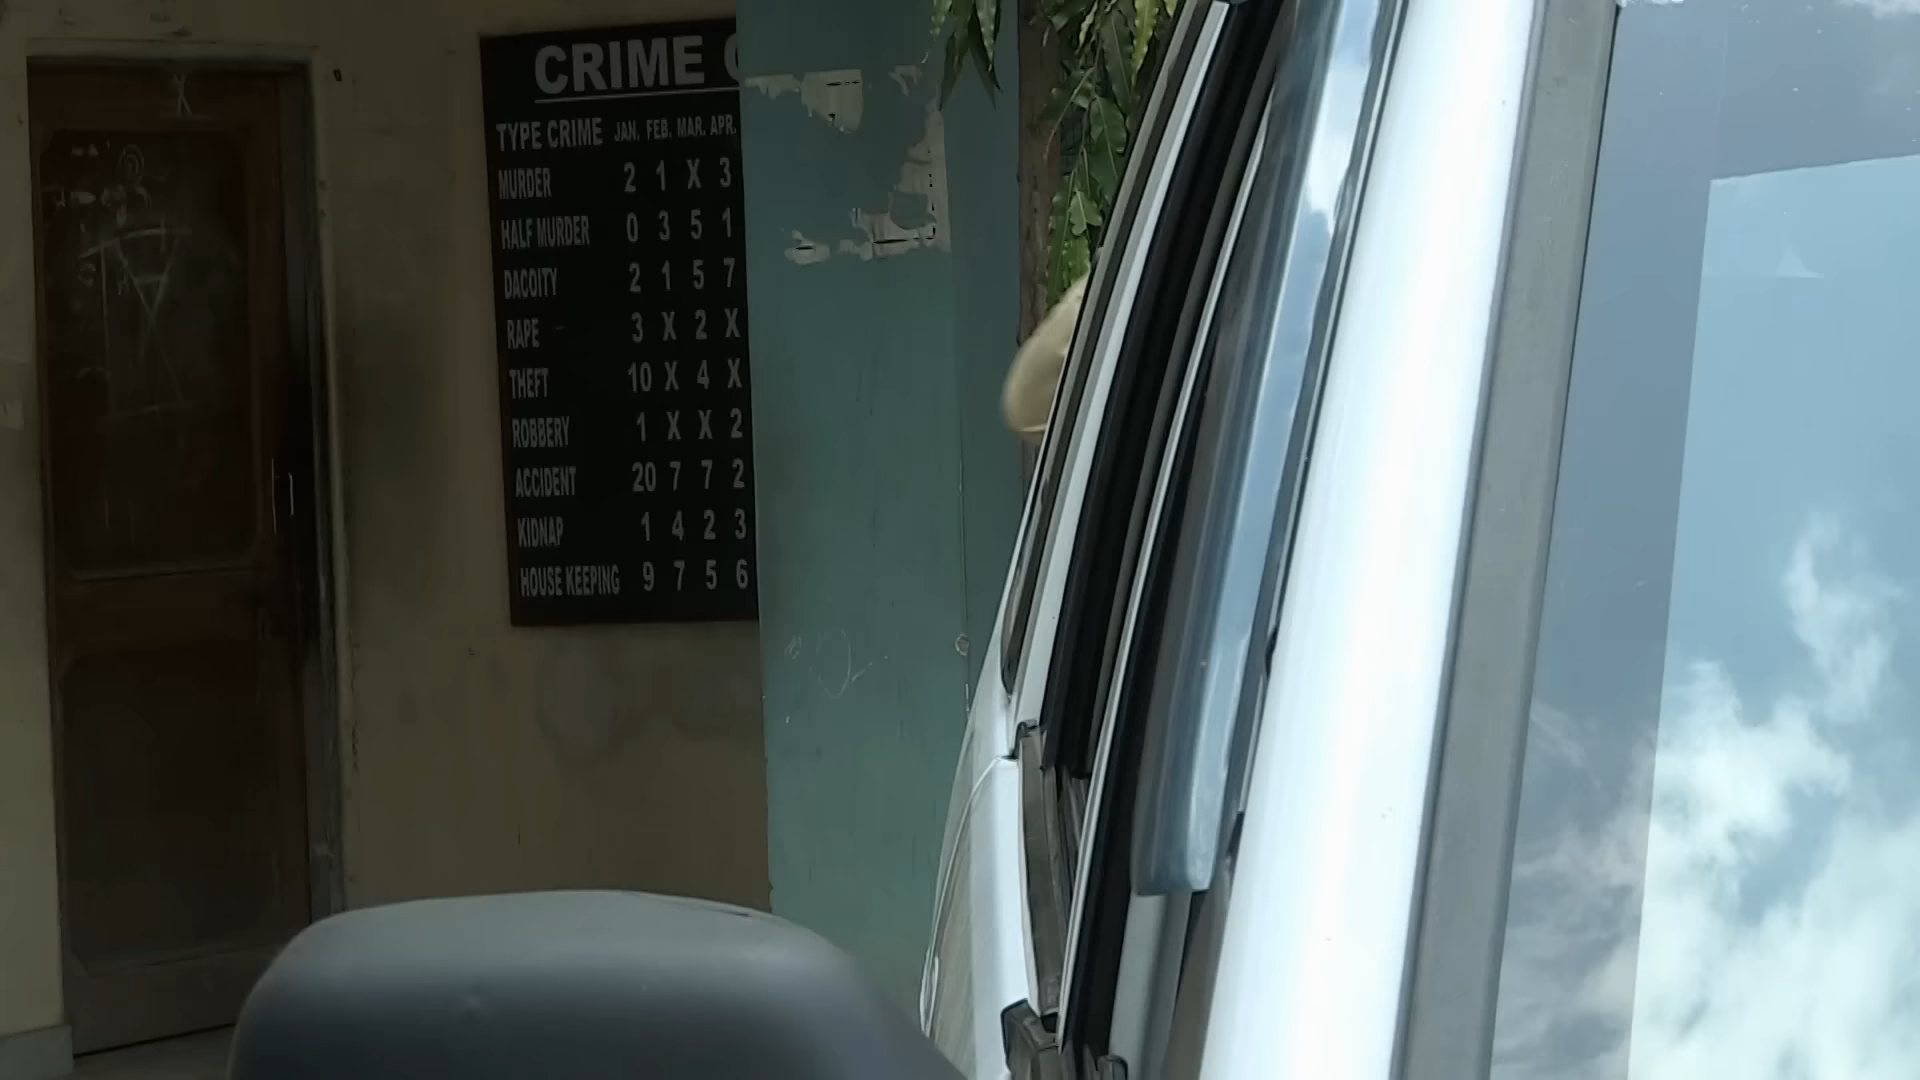 CRIME
TYPE CRIME JAN. FEB. MAR. APR.
MURDER 2 1 X 3
HALF MURDER 0 3 5 1
DACOITY 2 1 5 7
RAPE 3 X 2 X
THEFT 10 X 4 X
ROBBERY 1 X X 2
ACCIDENT 20 7 7 2
KIDNAP 1 4 2 3
HOUSE KEEPING 9 7 5 6